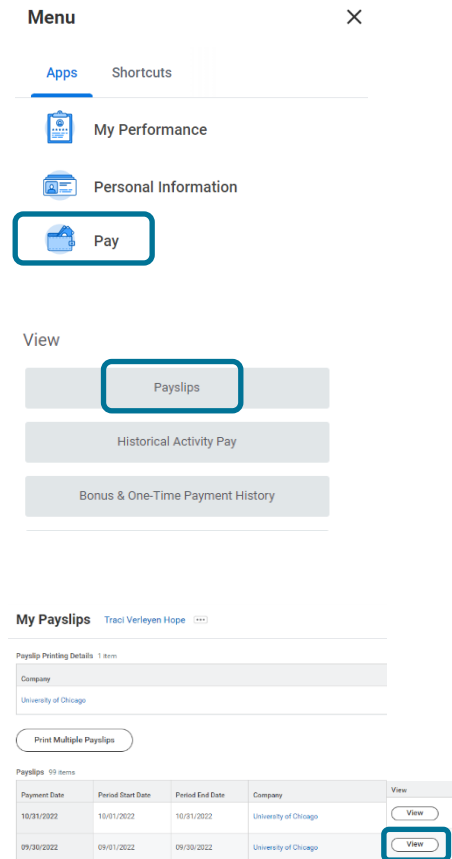 Menu
Apps Shortcuts
My Performance
Personal Information
Pay
View
Payslips
Historical Activity Pay
Bonus & One-Time Payment History
My Payslips Traci Verleyen Hope
Payslip Printing Details 1 item
Company
University of Chicago
Print Multiple Payslips
Payslips 99 items
Payment Date Period Start Date Period End Date Company View
10/31/2022 10/01/2022 10/31/2022 University of Chicago View
09/30/2022 09/01/2022 09/30/2022 University of Chicago View